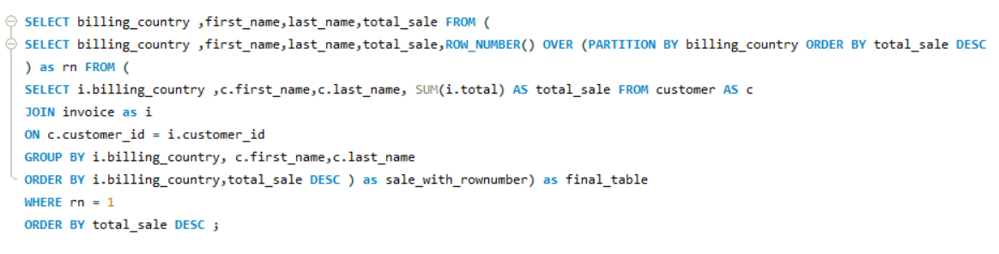 SELECT billing_country ,first_name,last_name,total_sale FROM (
SELECT billing_country ,first_name,last_name,total_sale,ROW_NUMBER() OVER (PARTITION BY billing_country ORDER BY total_sale DESC
) as rn FROM (
SELECT i.billing_country ,c.first_name,c.last_name, SUM(i.total) AS total_sale FROM customer AS c
JOIN invoice as i
ON c.customer_id = i.customer_id
GROUP BY i.billing_country, c.first_name,c.last_name
ORDER BY i.billing_country,total_sale DESC ) as sale_with_rownumber) as final_table
WHERE rn = 1
ORDER BY total_sale DESC ;